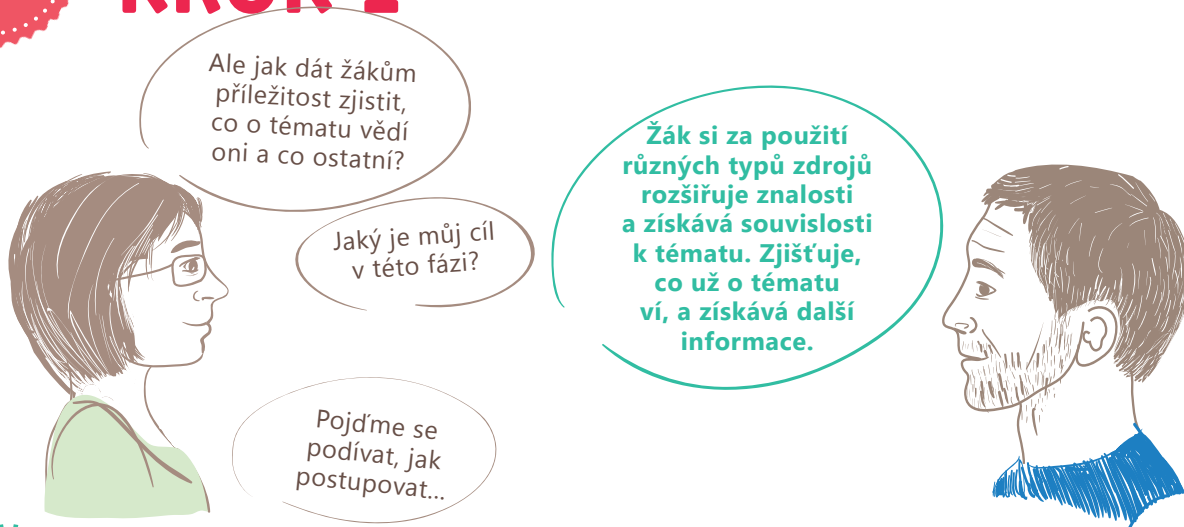 Ale jak dát žákům
příležitost zjistit,
co o tématu vědí
oni a co ostatní?
Jaký je můj cíl
v této fázi?
Žák si za použití
různých typů zdrojů
rozšiřuje znalosti
a získává souvislosti
k tématu. Zjišťuje,
co už o tématu
ví, a získává další
informace.
Pojďme se
podívat, jak
postupovat...